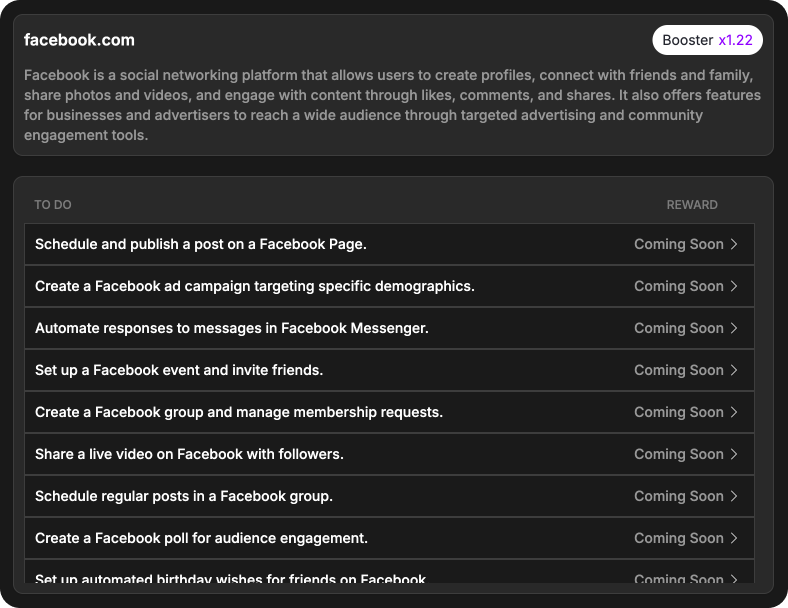 facebook.com
Booster x1.22
Facebook is a social networking platform that allows users to create profiles, connect with friends and family,
share photos and videos, and engage with content through likes, comments, and shares. It also offers features
for businesses and advertisers to reach a wide audience through targeted advertising and community
engagement tools.
TO DO REWARD
Schedule and publish a post on a Facebook Page. Coming Soon
Create a Facebook ad campaign targeting specific demographics. Coming Soon
Automate responses to messages in Facebook Messenger. Coming Soon
Set up a Facebook event and invite friends. Coming Soon
Create a Facebook group and manage membership requests. Coming Soon
Share a live video on Facebook with followers. Coming Soon
Schedule regular posts in a Facebook group. Coming Soon
Create a Facebook poll for audience engagement. Coming Soon
Set up automated birthday wishes for friends on Facebook Coming Soon